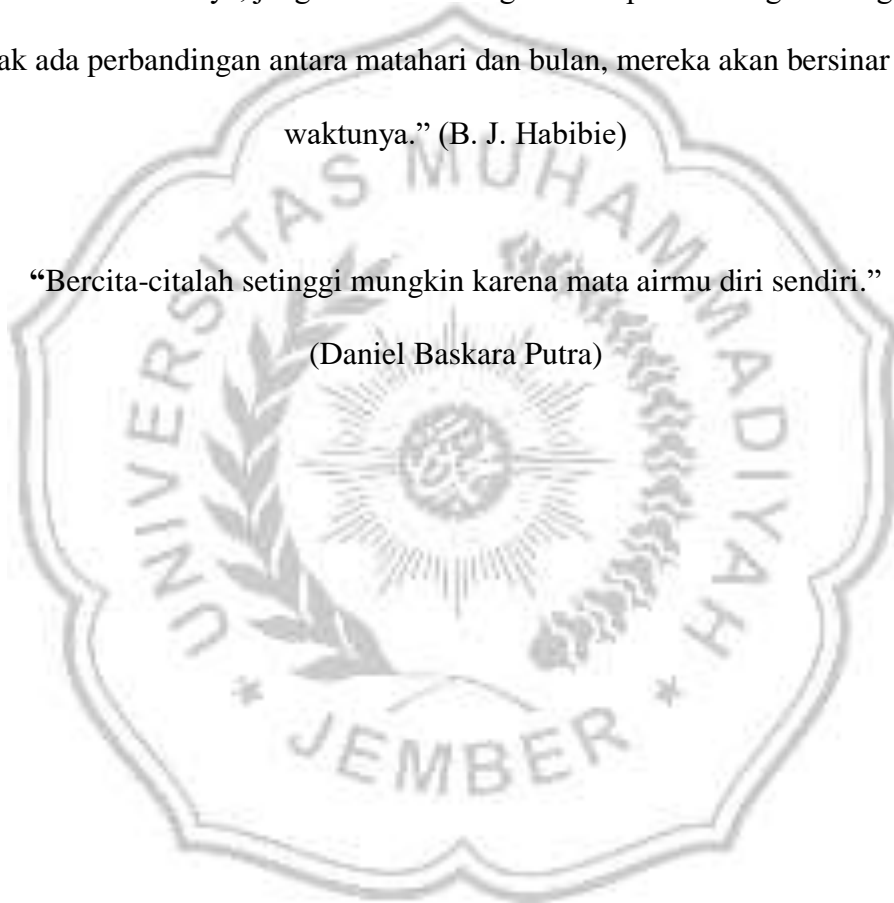 ak ada perbandingan antara matahari dan bulan, mereka akan bersinar
waktunya.” (B. J. Habibie)
“Bercita-citalah setinggi mungkin karena mata airmu diri sendiri.”
(Daniel Baskara Putra)
UNIVERSITAS MUHAMMADIYAH
* JEMBER *